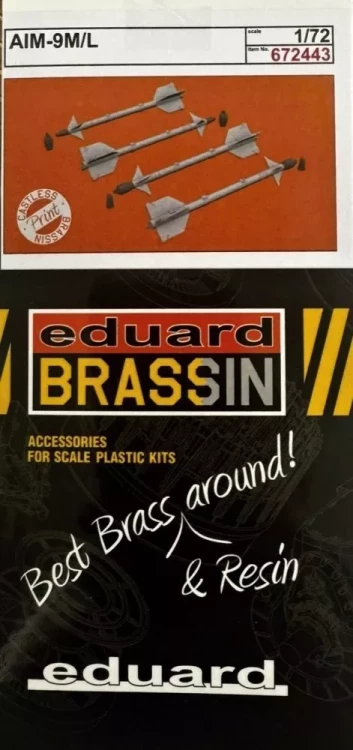 AIM-9M/L
scale
1/72
Item No.
672443
CASTLESS
Print
BRASSIN
eduard
BRASSIN
ACCESSORIES
FOR SCALE PLASTIC KITS
Best Brass around!
& Resin
eduard